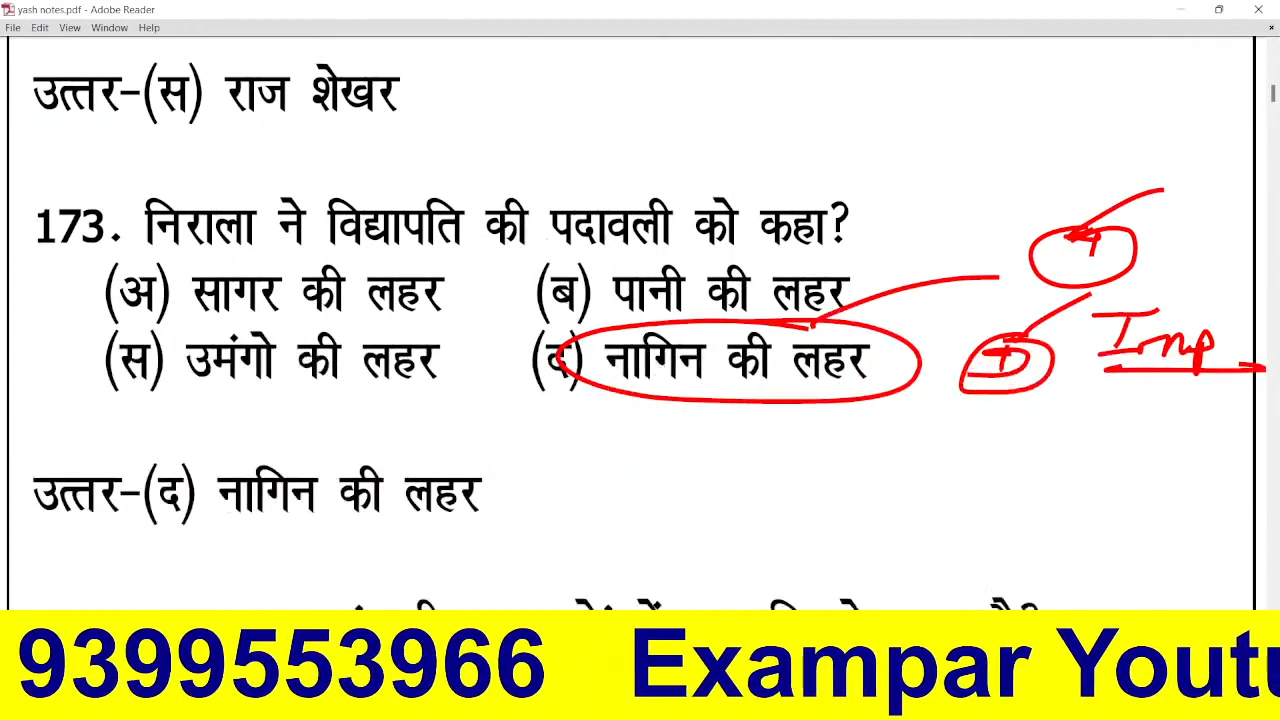 yash notes.pdf - Adobe Reader
File Edit View Window Help
उत्तर-(स) राज शेखर
173. निराला ने विद्यापति की पदावली को कहा?
(अ) सागर की लहर (ब) पानी की लहर
(स) उमंगो की लहर (द) नागिन की लहर
Imp
उत्तर-(द) नागिन की लहर
9399553966 Exampar Youtu